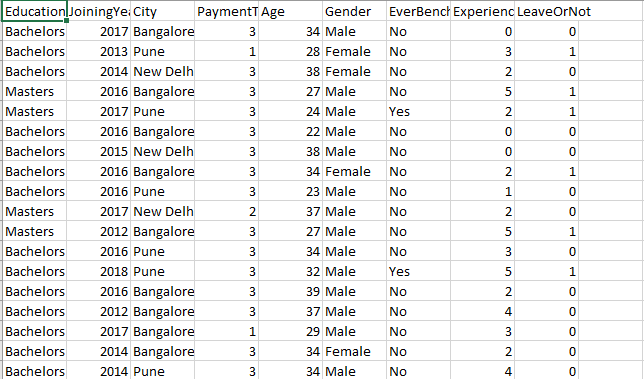 Education JoiningYea City PaymentT Age Gender EverBench Experienc LeaveOrNot
Bachelors 2017 Bangalore 3 34 Male No 0 0
Bachelors 2013 Pune 1 28 Female No 3 1
Bachelors 2014 New Delh 3 38 Female No 2 0
Masters 2016 Bangalore 3 27 Male No 5 1
Masters 2017 Pune 3 24 Male Yes 2 1
Bachelors 2016 Bangalore 3 22 Male No 0 0
Bachelors 2015 New Delh 3 38 Male No 0 0
Bachelors 2016 Bangalore 3 34 Female No 2 1
Bachelors 2016 Pune 3 23 Male No 1 0
Masters 2017 New Delh 2 37 Male No 2 0
Masters 2012 Bangalore 3 27 Male No 5 1
Bachelors 2016 Pune 3 34 Male No 3 0
Bachelors 2018 Pune 3 32 Male Yes 5 1
Bachelors 2016 Bangalore 3 39 Male No 2 0
Bachelors 2012 Bangalore 3 37 Male No 4 0
Bachelors 2017 Bangalore 1 29 Male No 3 0
Bachelors 2014 Bangalore 3 34 Female No 2 0
Bachelors 2014 Pune 3 34 Male No 4 0